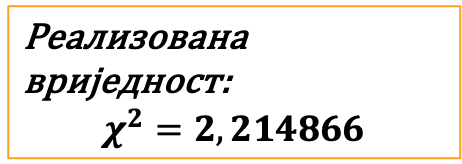 Реализована
вриједност:
χ² = 2, 214866